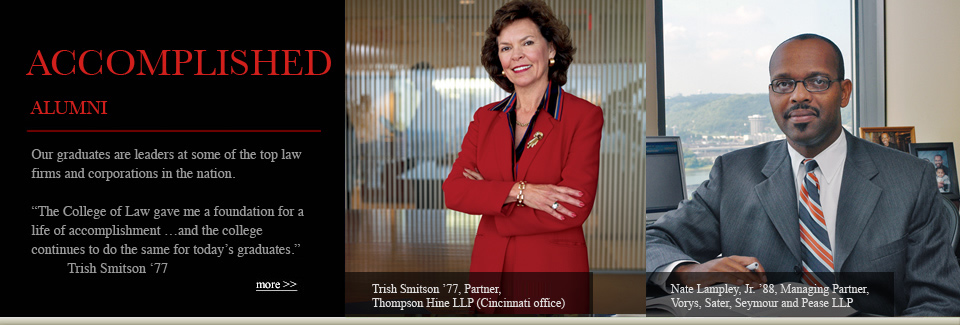 ACCOMPLISHED
ALUMNI
Our graduates are leaders at some of the top law
firms and corporations in the nation.
“The College of Law gave me a foundation for a
life of accomplishment …and the college
continues to do the same for today’s graduates.”
Trish Smitson ‘77
more >>
Trish Smitson ’77, Partner,
Thompson Hine LLP (Cincinnati office)
Nate Lampley, Jr. ’88, Managing Partner,
Vorys, Sater, Seymour and Pease LLP